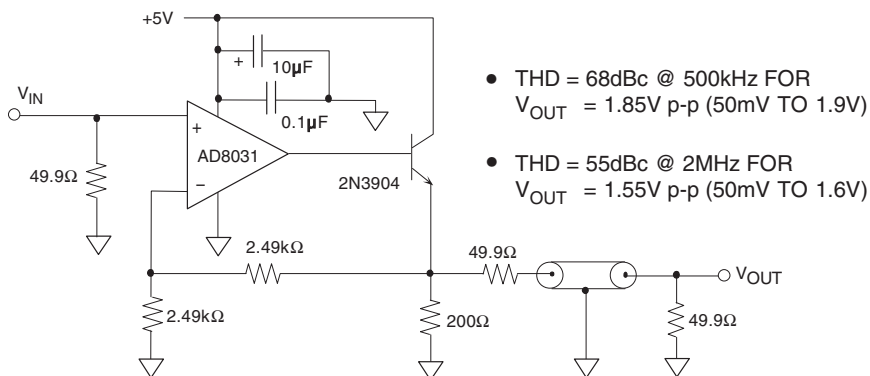 +5V
+
10µF
V_IN
0.1µF
+
AD8031
−
49.9Ω
2N3904
2.49kΩ
49.9Ω
V_OUT
2.49kΩ
200Ω
49.9Ω
● THD = 68dBc @ 500kHz FOR
V_OUT = 1.85V p-p (50mV TO 1.9V)
● THD = 55dBc @ 2MHz FOR
V_OUT = 1.55V p-p (50mV TO 1.6V)